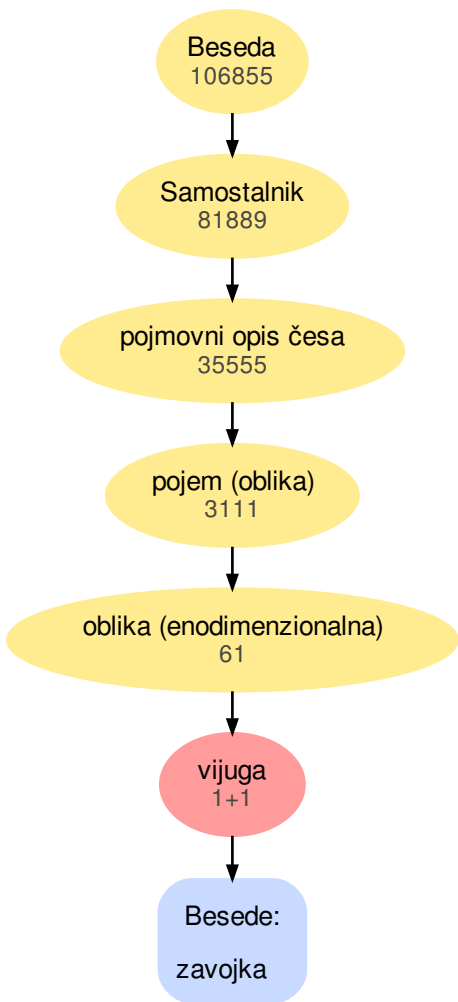 Beseda
106855
Samostalnik
81889
pojmovni opis česa
35555
pojem (oblika)
3111
oblika (enodimenzionalna)
61
vijuga
1+1
Besede:
zavojka